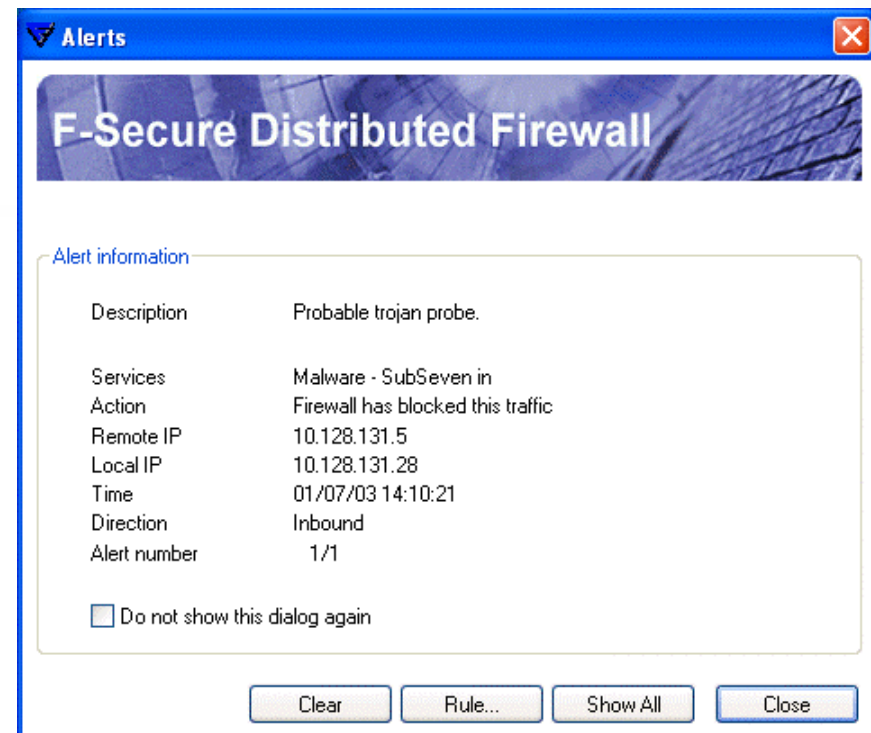 Alerts
F-Secure Distributed Firewall
Alert information
Description Probable trojan probe.
Services Malware - SubSeven in
Action Firewall has blocked this traffic
Remote IP 10.128.131.5
Local IP 10.128.131.28
Time 01/07/03 14:10:21
Direction Inbound
Alert number 1/1
Do not show this dialog again
Clear Rule... Show All Close